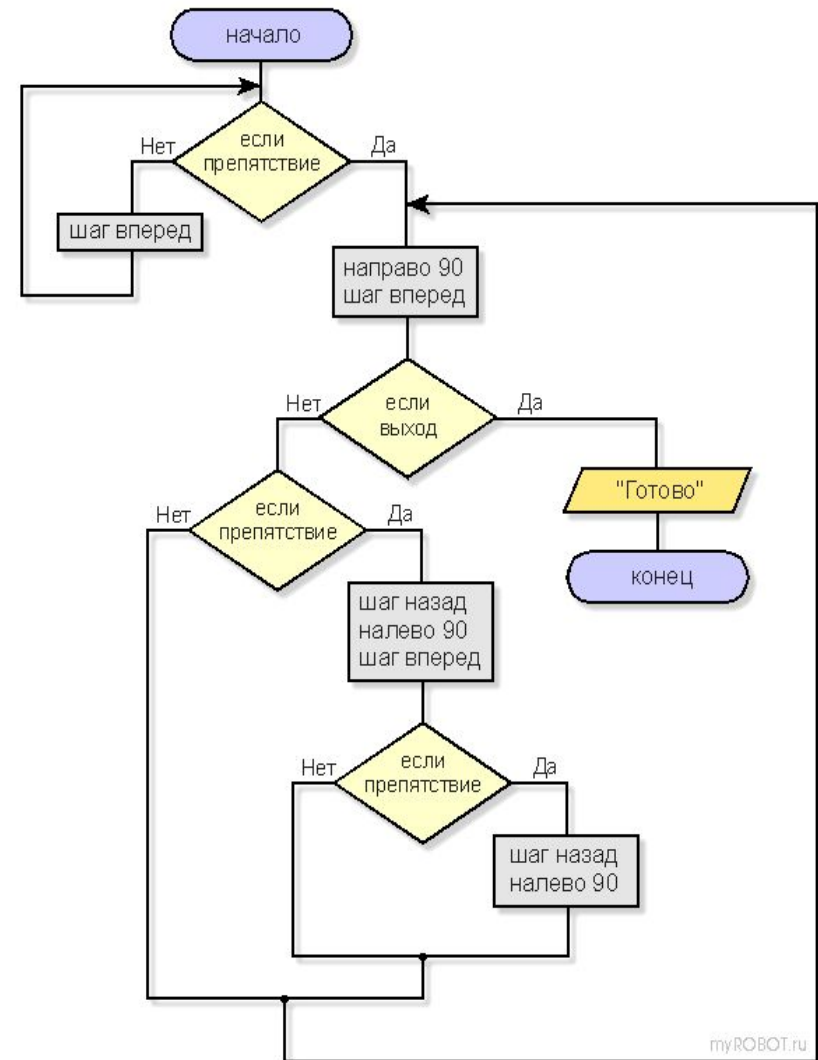 начало
если
препятствие
Нет
Да
шаг вперед
направо 90
шаг вперед
если
выход
Нет
Да
"Готово"
конец
если
препятствие
Нет
Да
шаг назад
налево 90
шаг вперед
если
препятствие
Нет
Да
шаг назад
налево 90
myROBOT.ru